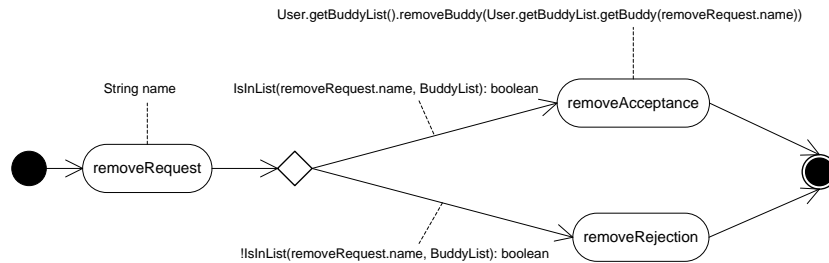 User.getBuddyList().removeBuddy(User.getBuddyList.getBuddy(removeRequest.name))
String name
IsInList(removeRequest.name, BuddyList): boolean
removeAcceptance
removeRequest
removeRejection
!IsInList(removeRequest.name, BuddyList): boolean